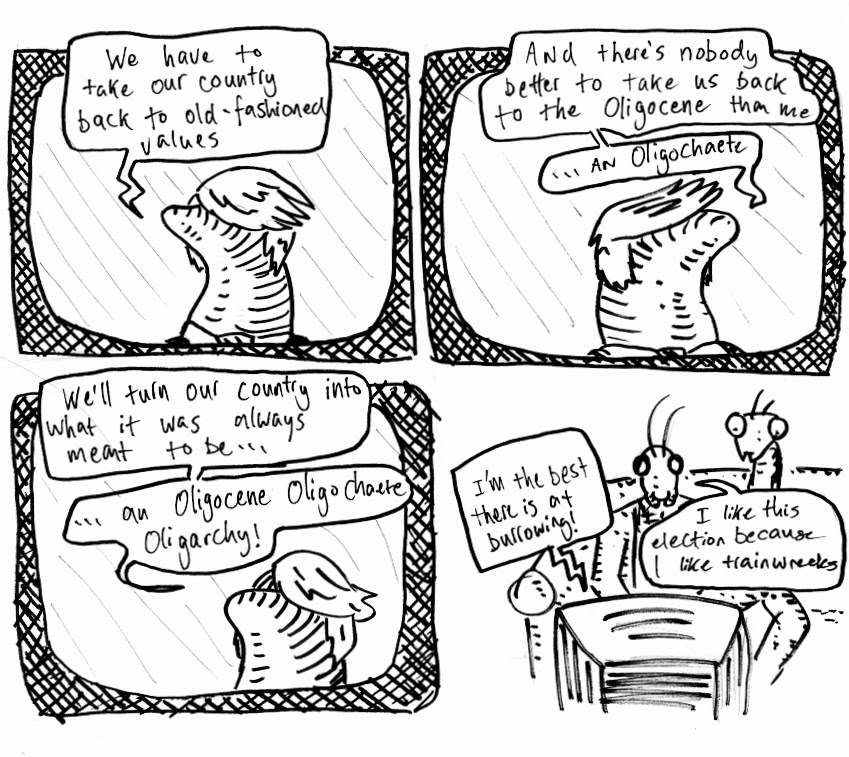 We have to
take our country
back to old-fashioned
values
And there's nobody
better to take us back
to the Oligocene than me
... AN Oligochaete
We'll turn our country into
what it was always
meant to be...
... an Oligocene Oligochaete
Oligarchy!
I'm the best
there is at
burrowing!
I like this
election because
I like trainwrecks